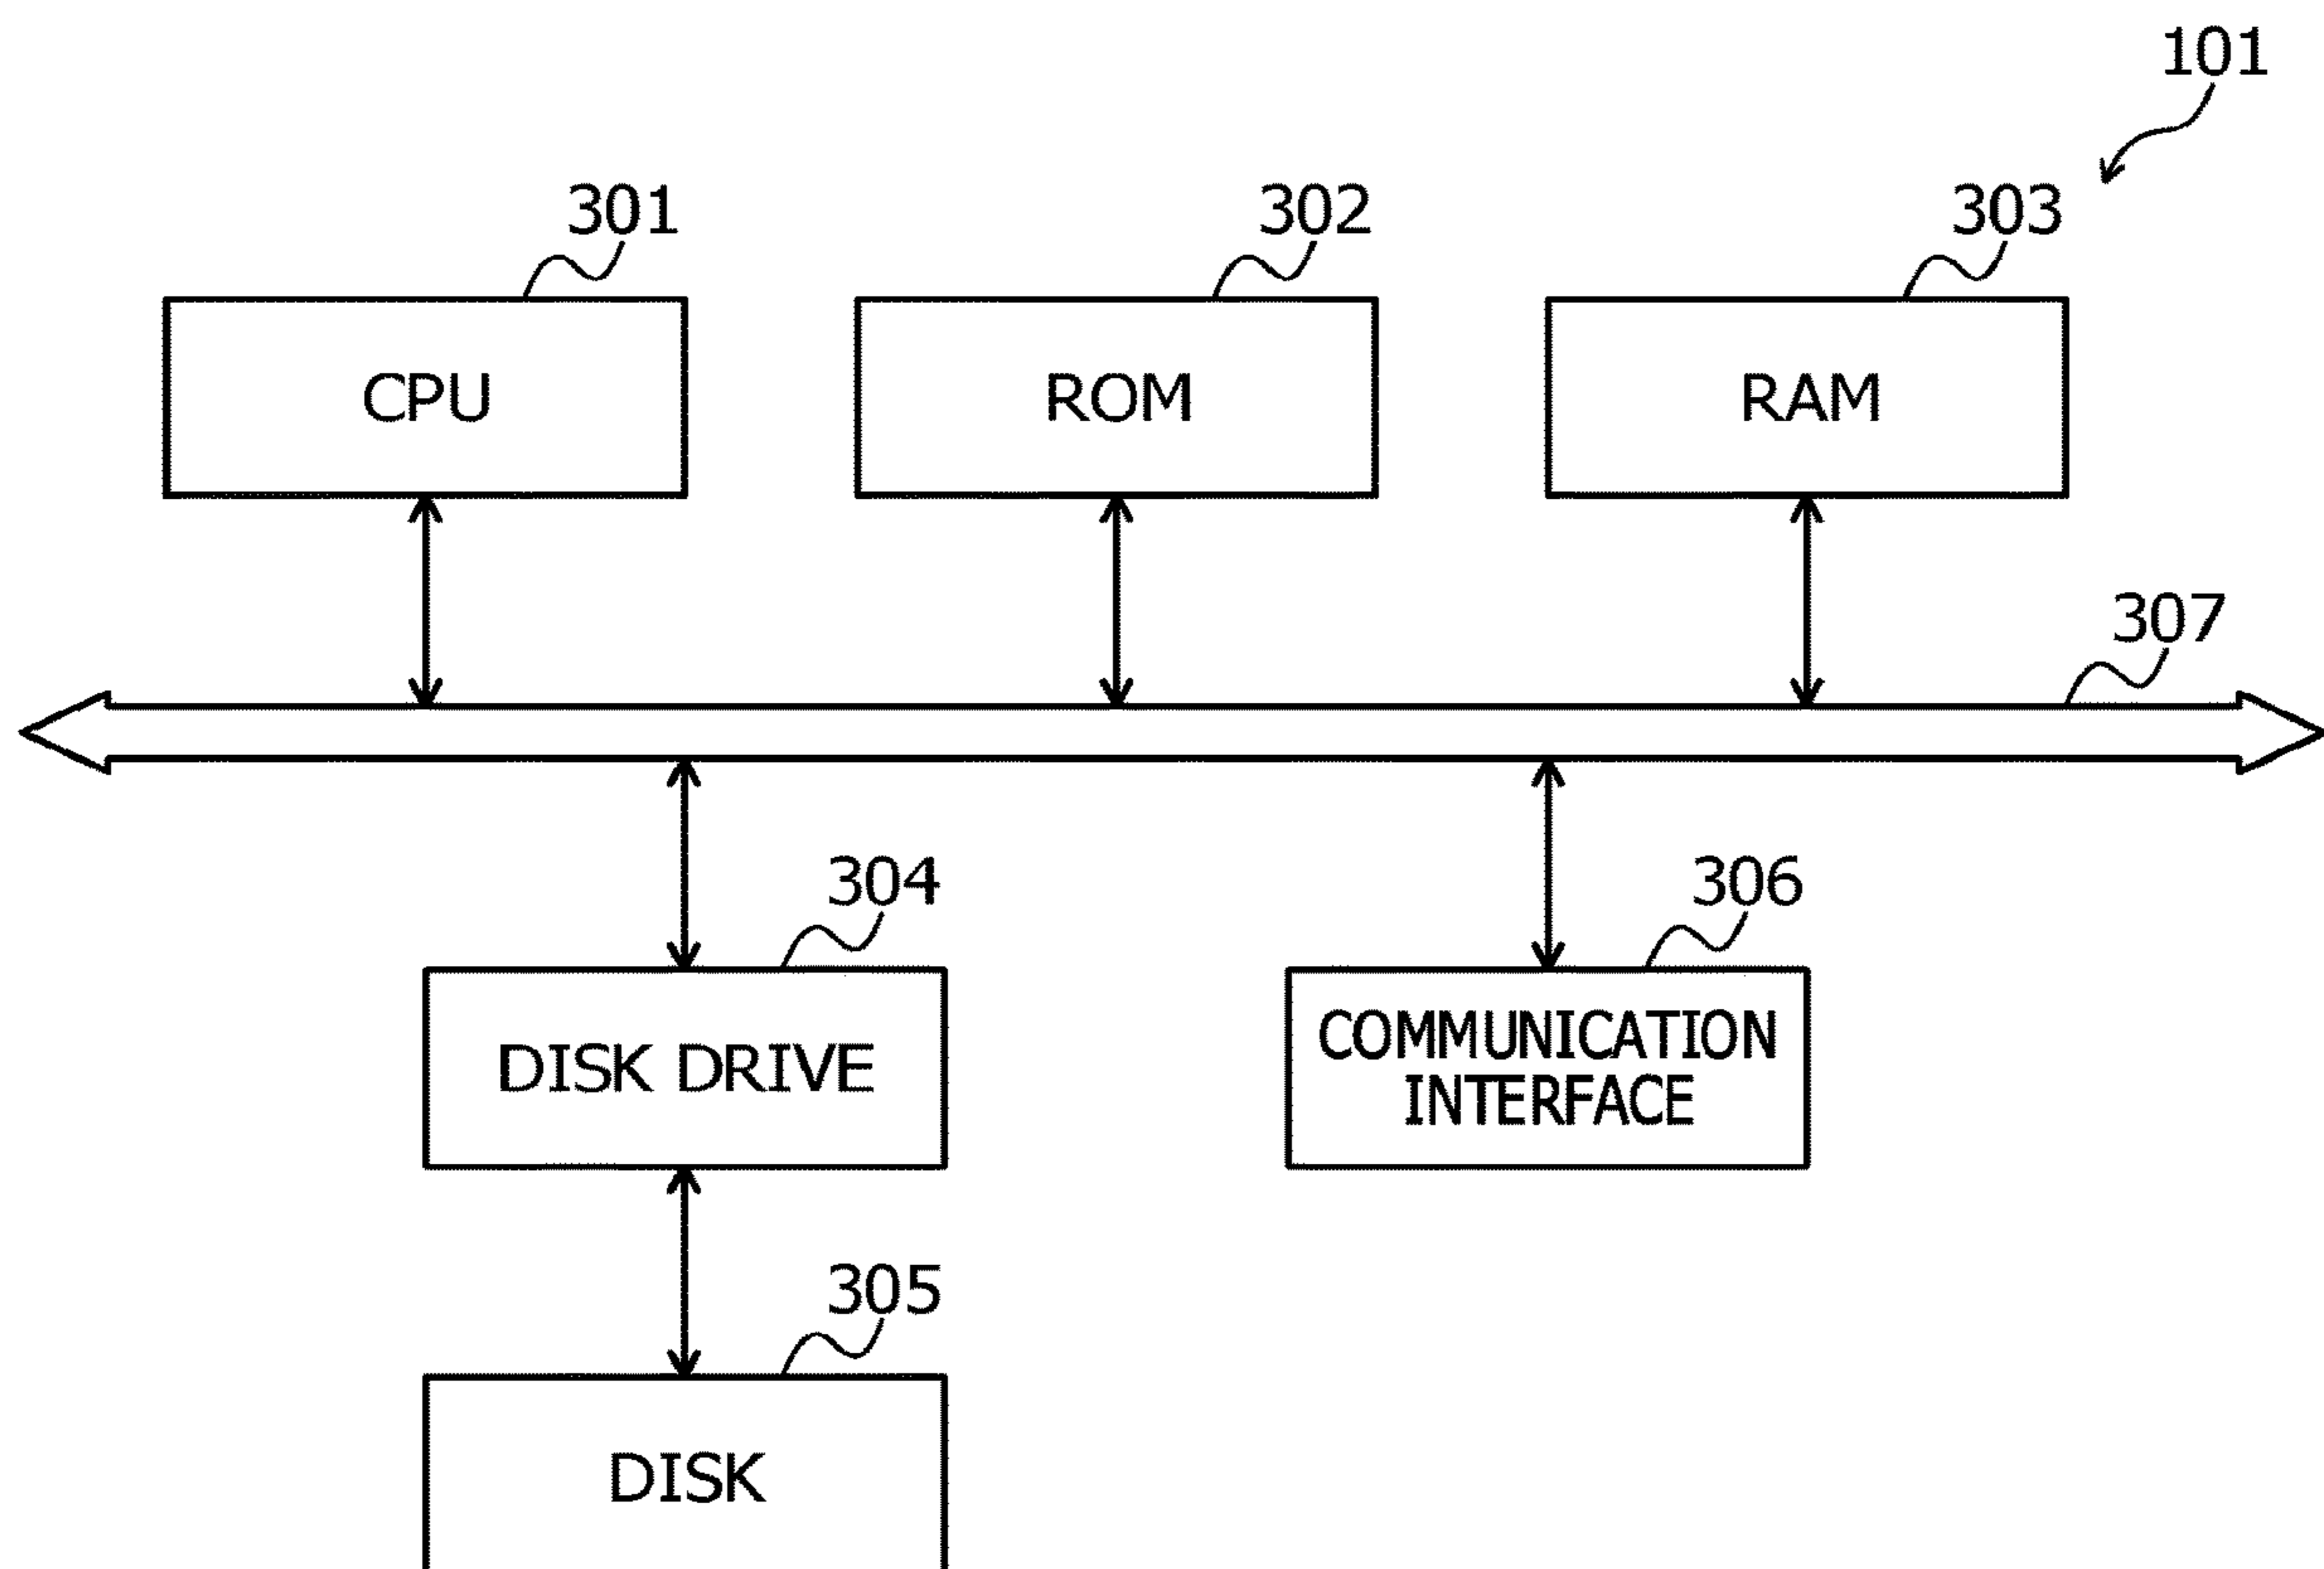 101
301
302
303
CPU
ROM
RAM
307
304
306
DISK DRIVE
COMMUNICATION
INTERFACE
305
DISK